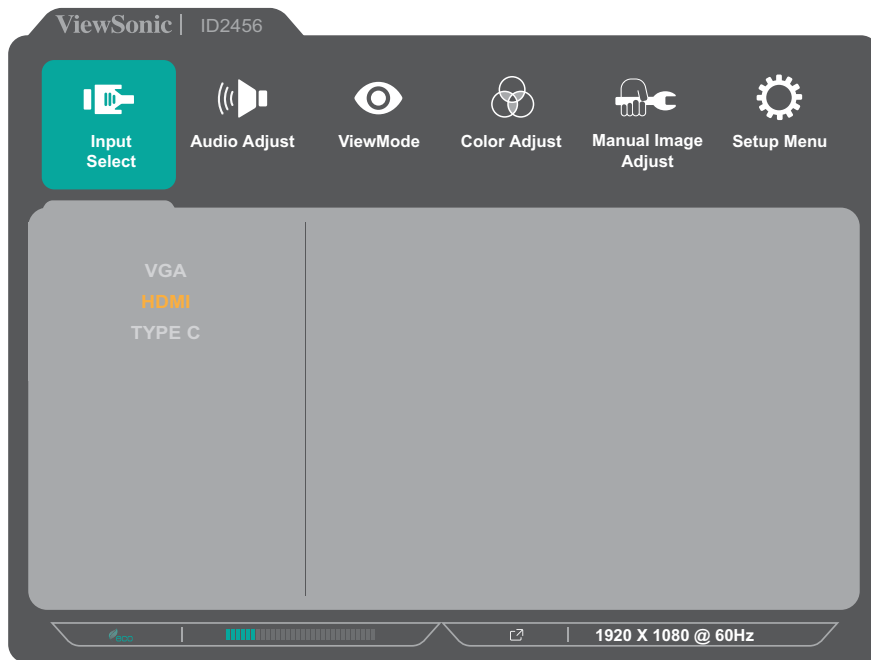 ViewSonic | ID2456
Input
Select
Audio Adjust
ViewMode
Color Adjust
Manual Image
Adjust
Setup Menu
VGA
HDMI
TYPE C
eco
1920 X 1080 @ 60Hz